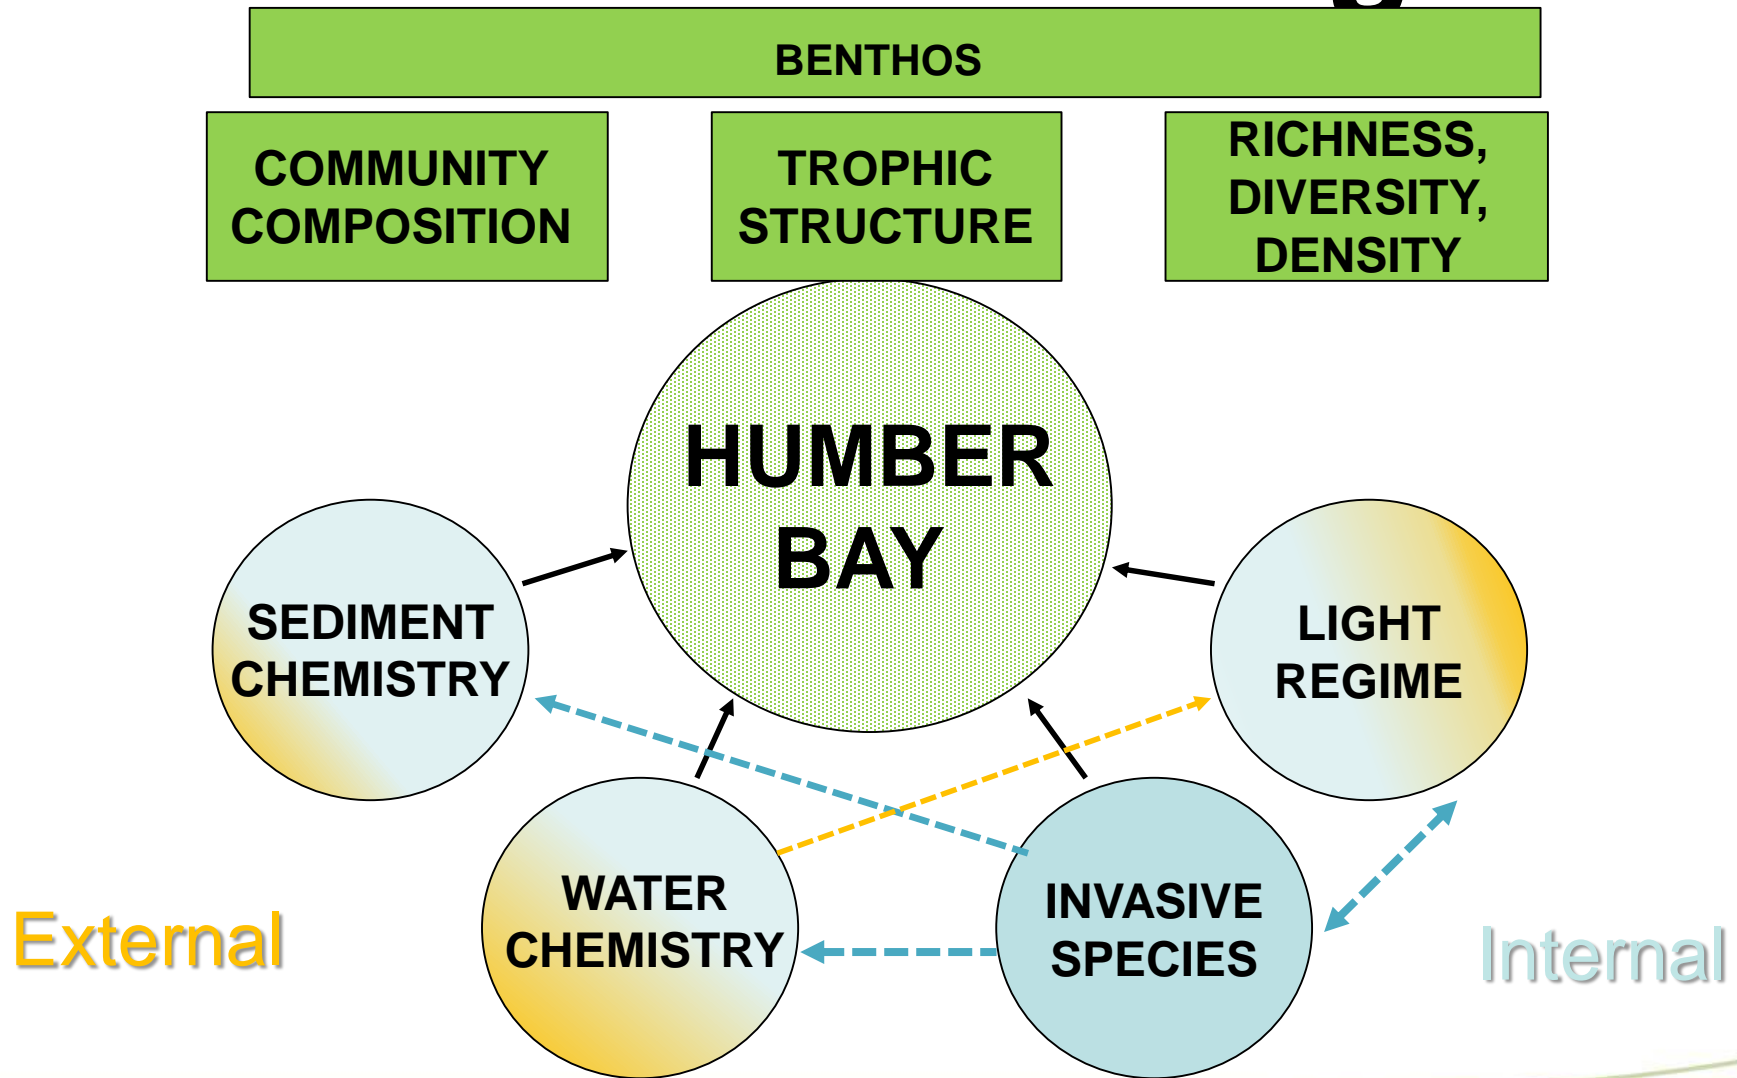 BENTHOS
COMMUNITY
COMPOSITION
TROPHIC
STRUCTURE
RICHNESS,
DIVERSITY,
DENSITY
HUMBER
BAY
SEDIMENT
CHEMISTRY
LIGHT
REGIME
WATER
CHEMISTRY
INVASIVE
SPECIES
External
Internal